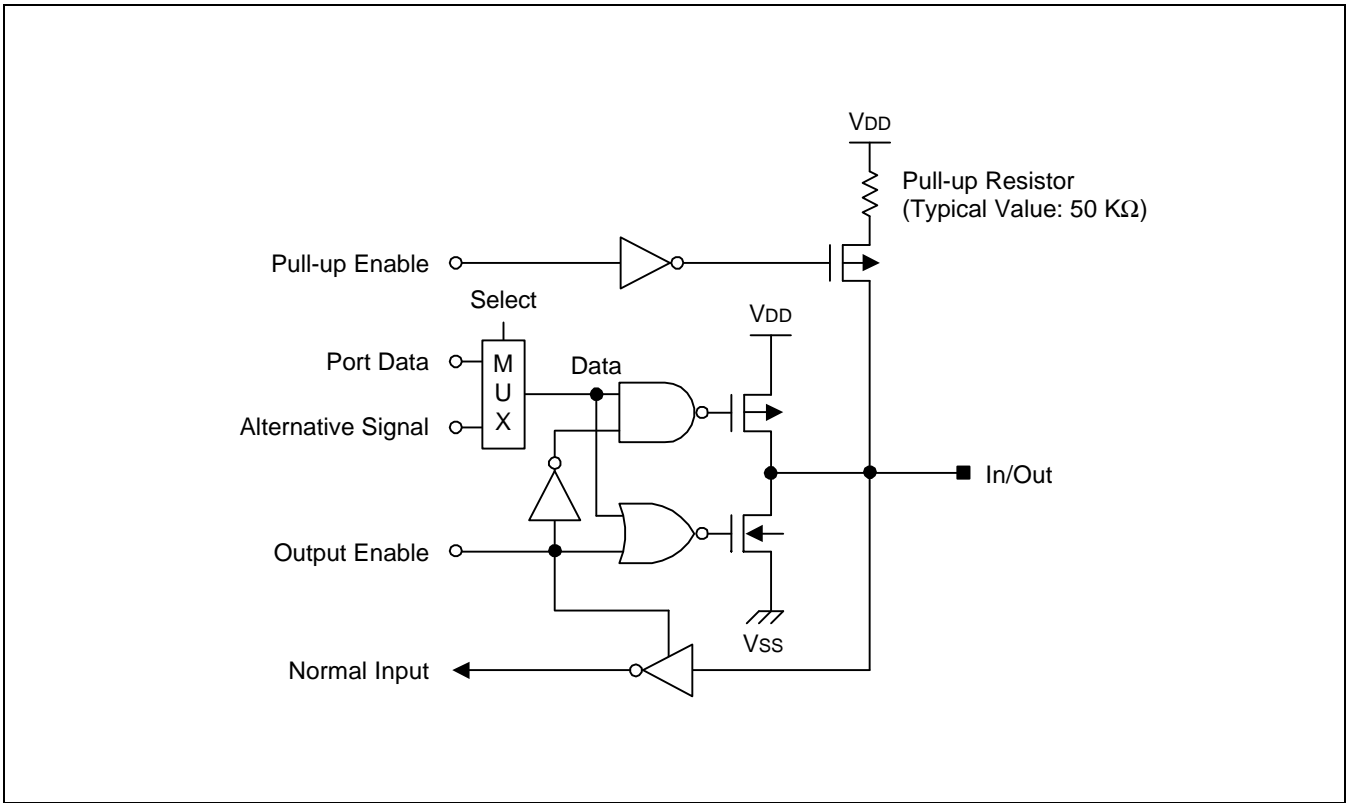 VDD
Pull-up Resistor
(Typical Value: 50 KΩ)
Pull-up Enable
Select
VDD
Port Data
M
U
X
Data
Alternative Signal
In/Out
Output Enable
VSS
Normal Input